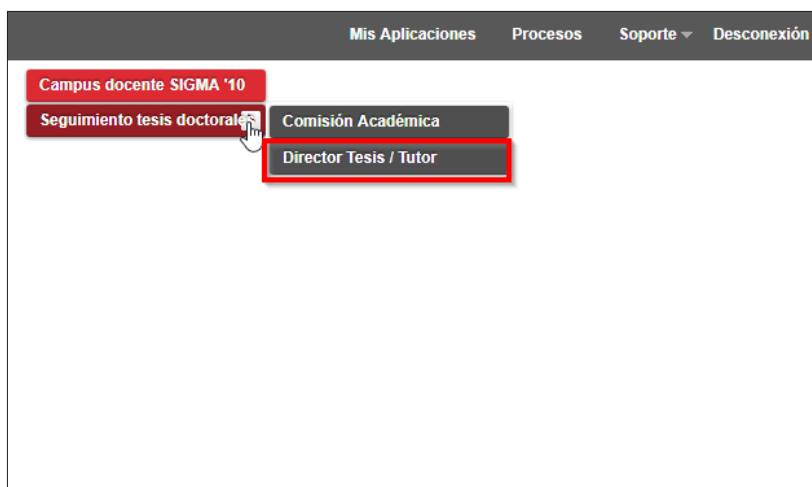 Mis Aplicaciones Procesos Soporte Desconexión
Campus docente SIGMA '10
Seguimiento tesis doctorales Comisión Académica
Director Tesis / Tutor